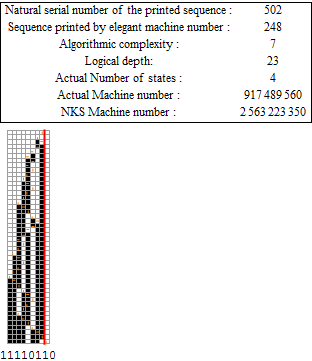 Natural serial number of the printed sequence : 502
Sequence printed by elegant machine number : 248
Algorithmic complexity : 7
Logical depth: 23
Actual Number of states : 4
Actual Machine number : 917 489 560
NKS Machine number : 2 563 223 350
11110110